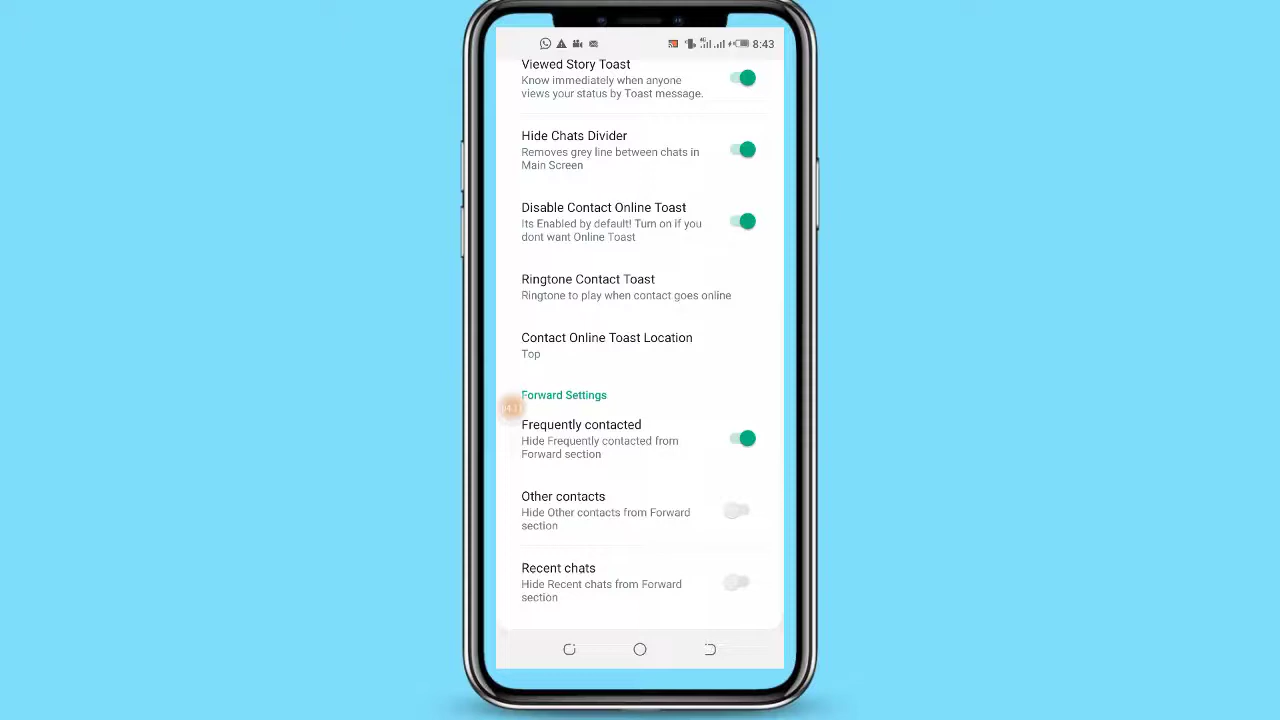 8:43
Viewed Story Toast
Know immediately when anyone
views your status by Toast message.
Hide Chats Divider
Removes grey line between chats in
Main Screen
Disable Contact Online Toast
Its Enabled by default! Turn on if you
dont want Online Toast
Ringtone Contact Toast
Ringtone to play when contact goes online
Contact Online Toast Location
Top
Forward Settings
Frequently contacted
Hide Frequently contacted from
Forward section
Other contacts
Hide Other contacts from Forward
section
Recent chats
Hide Recent chats from Forward
section